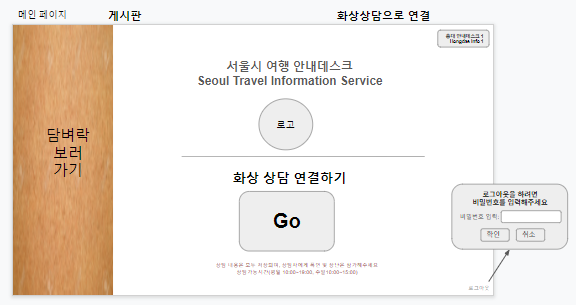 메인 페이지
게시판
화상상담으로 연결
홍대 안내데스크 1
Hongdae Info 1
서울시 여행 안내데스크
Seoul Travel Information Service
로고
담벼락
보러
가기
화상 상담 연결하기
Go
로그아웃을 하려면
비밀번호를 입력해주세요
비밀번호 입력:
확인
취소
상담 내용은 모두 저장되며, 상담사에게 폭언 및 성희롱은 삼가해주세요
상담가능시간(평일 10:00~19:00, 주말10:00~15:00)
로그아웃